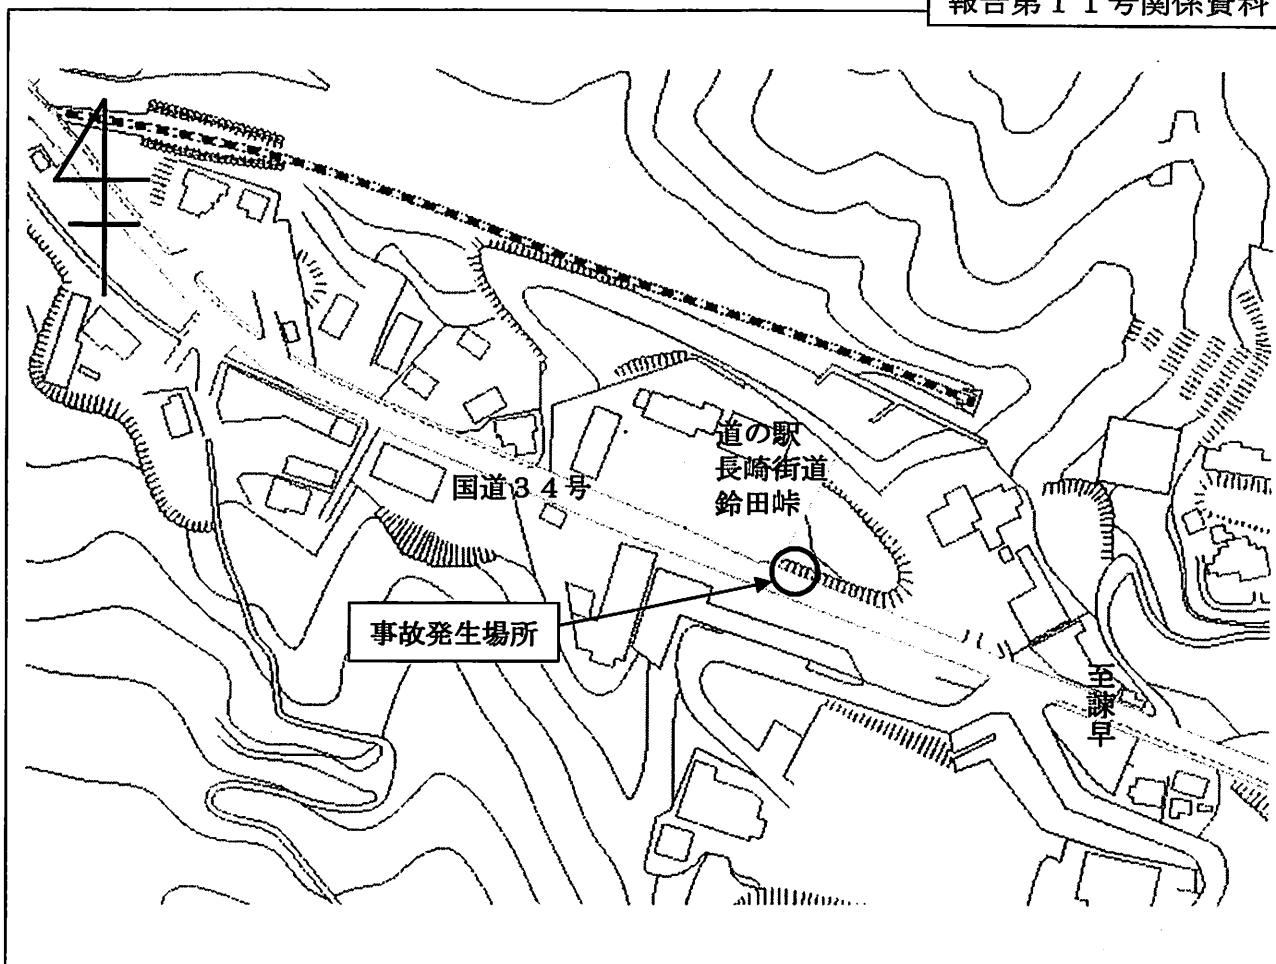 報告第１１号関係資料
道の駅
長崎街道
鈴田峠
国道３４号
事故発生場所
至諫早